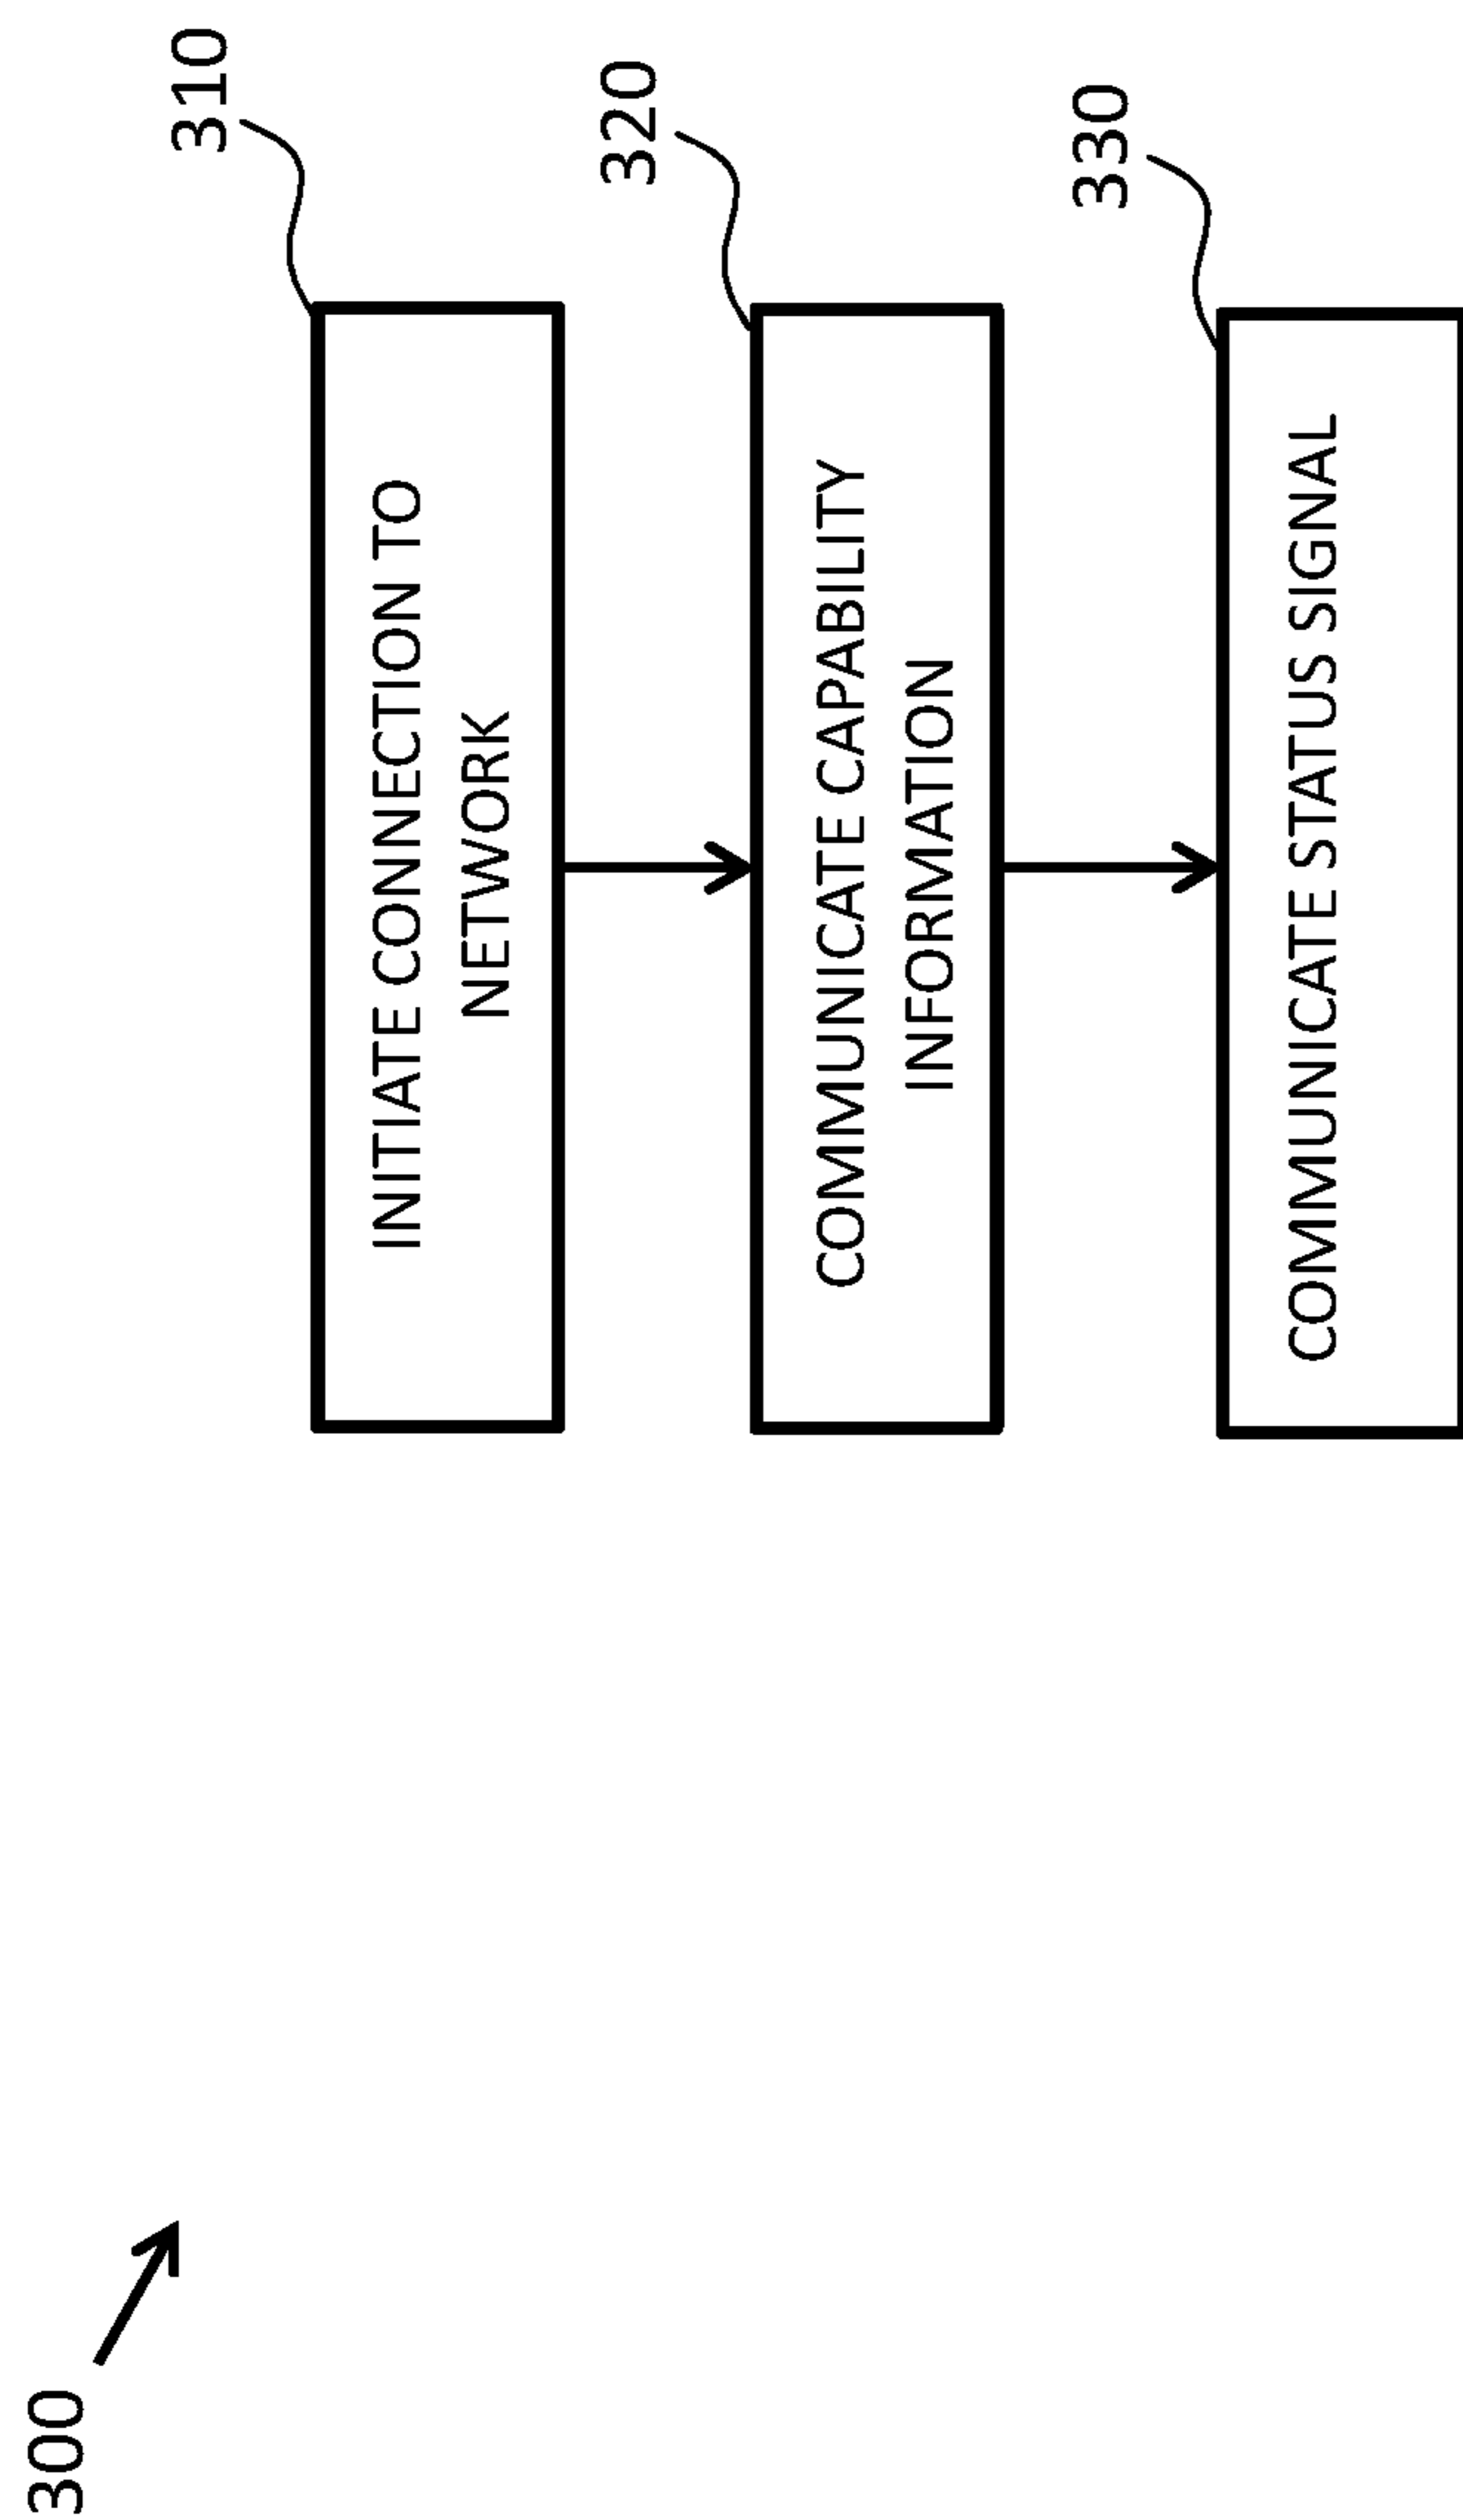 300
310
INITIATE CONNECTION TO
NETWORK
320
COMMUNICATE CAPABILITY
INFORMATION
330
COMMUNICATE STATUS SIGNAL